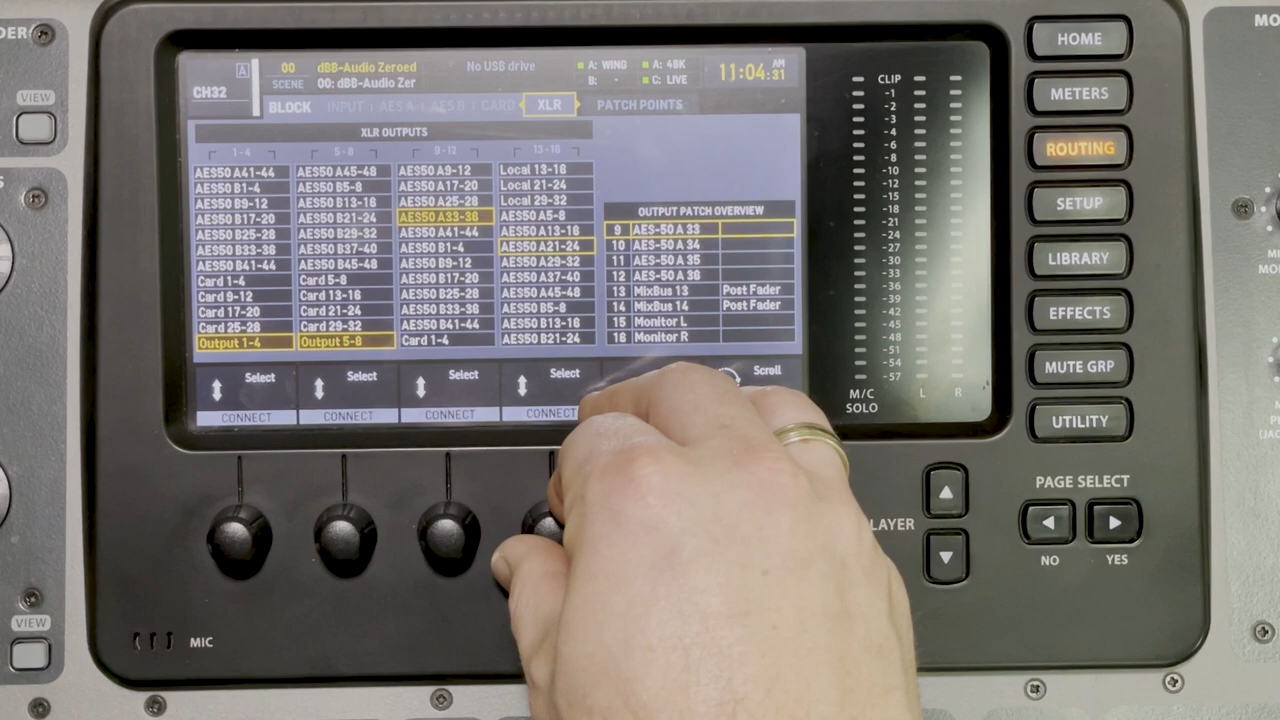 VIEW
CH32
A
00
SCENE
dBB-Audio Zeroed
00: dBB-Audio Zer
No USB drive
A: WING
B: -
A: 48K
C: LIVE
11:04:31
AM
BLOCK INPUT AES A AES B CARD XLR PATCH POINTS
XLR OUTPUTS
1-4 5-8 9-12 13-16
AES50 A41-44 AES50 A45-48 AES50 A9-12 Local 13-16
AES50 B1-4 AES50 B5-8 AES50 A17-20 Local 21-24
AES50 B9-12 AES50 B13-16 AES50 A25-28 Local 29-32
AES50 B17-20 AES50 B21-24 AES50 A33-36 AES50 A5-8
AES50 B25-28 AES50 B29-32 AES50 A41-44 AES50 A13-16
AES50 B33-36 AES50 B37-40 AES50 B1-4 AES50 A21-24
AES50 B41-44 AES50 B45-48 AES50 B9-12 AES50 A29-32
Card 1-4 Card 5-8 AES50 B17-20 AES50 A37-40
Card 9-12 Card 13-16 AES50 B25-28 AES50 A45-48
Card 17-20 Card 21-24 AES50 B33-36 AES50 B5-8
Card 25-28 Card 29-32 AES50 B41-44 AES50 B13-16
Output 1-4 Output 5-8 Card 1-4 AES50 B21-24
OUTPUT PATCH OVERVIEW
9 AES-50 A 33
10 AES-50 A 34
11 AES-50 A 35
12 AES-50 A 36
13 MixBus 13 Post Fader
14 MixBus 14 Post Fader
15 Monitor L
16 Monitor R
Select Select Select Select Scroll
CONNECT CONNECT CONNECT CONNECT
CLIP
-1
-2
-3
-4
-6
-8
-10
-12
-15
-18
-21
-24
-27
-30
-33
-36
-39
-42
-45
-48
-51
-54
-57
M/C
SOLO
L R
HOME
METERS
ROUTING
SETUP
LIBRARY
EFFECTS
MUTE GRP
UTILITY
LAYER
PAGE SELECT
NO YES
MIC
VIEW